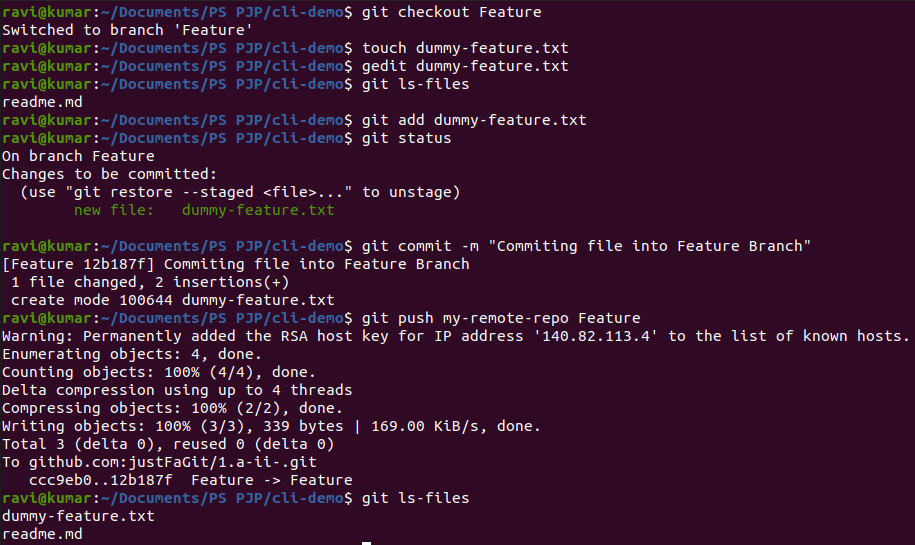 ravi@kumar:~/Documents/PS PJP/cli-demo$ git checkout Feature
Switched to branch 'Feature'
ravi@kumar:~/Documents/PS PJP/cli-demo$ touch dummy-feature.txt
ravi@kumar:~/Documents/PS PJP/cli-demo$ gedit dummy-feature.txt
ravi@kumar:~/Documents/PS PJP/cli-demo$ git ls-files
readme.md
ravi@kumar:~/Documents/PS PJP/cli-demo$ git add dummy-feature.txt
ravi@kumar:~/Documents/PS PJP/cli-demo$ git status
On branch Feature
Changes to be committed:
  (use "git restore --staged <file>..." to unstage)
        new file:   dummy-feature.txt

ravi@kumar:~/Documents/PS PJP/cli-demo$ git commit -m "Commiting file into Feature Branch"
[Feature 12b187f] Commiting file into Feature Branch
 1 file changed, 2 insertions(+)
 create mode 100644 dummy-feature.txt
ravi@kumar:~/Documents/PS PJP/cli-demo$ git push my-remote-repo Feature
Warning: Permanently added the RSA host key for IP address '140.82.113.4' to the list of known hosts.
Enumerating objects: 4, done.
Counting objects: 100% (4/4), done.
Delta compression using up to 4 threads
Compressing objects: 100% (2/2), done.
Writing objects: 100% (3/3), 339 bytes | 169.00 KiB/s, done.
Total 3 (delta 0), reused 0 (delta 0)
To github.com:justFaGit/1.a-ii-.git
   ccc9eb0..12b187f  Feature -> Feature
ravi@kumar:~/Documents/PS PJP/cli-demo$ git ls-files
dummy-feature.txt
readme.md